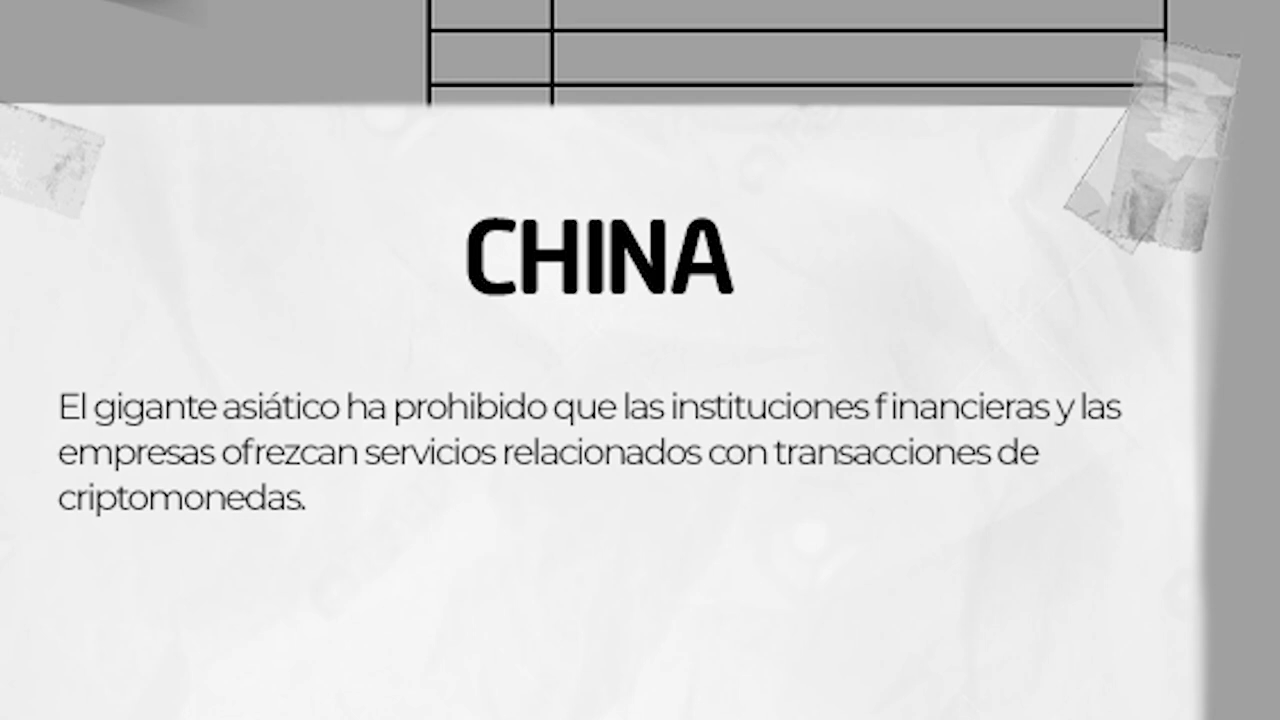 CHINA
El gigante asiático ha prohibido que las instituciones financieras y las
empresas ofrezcan servicios relacionados con transacciones de
criptomonedas.